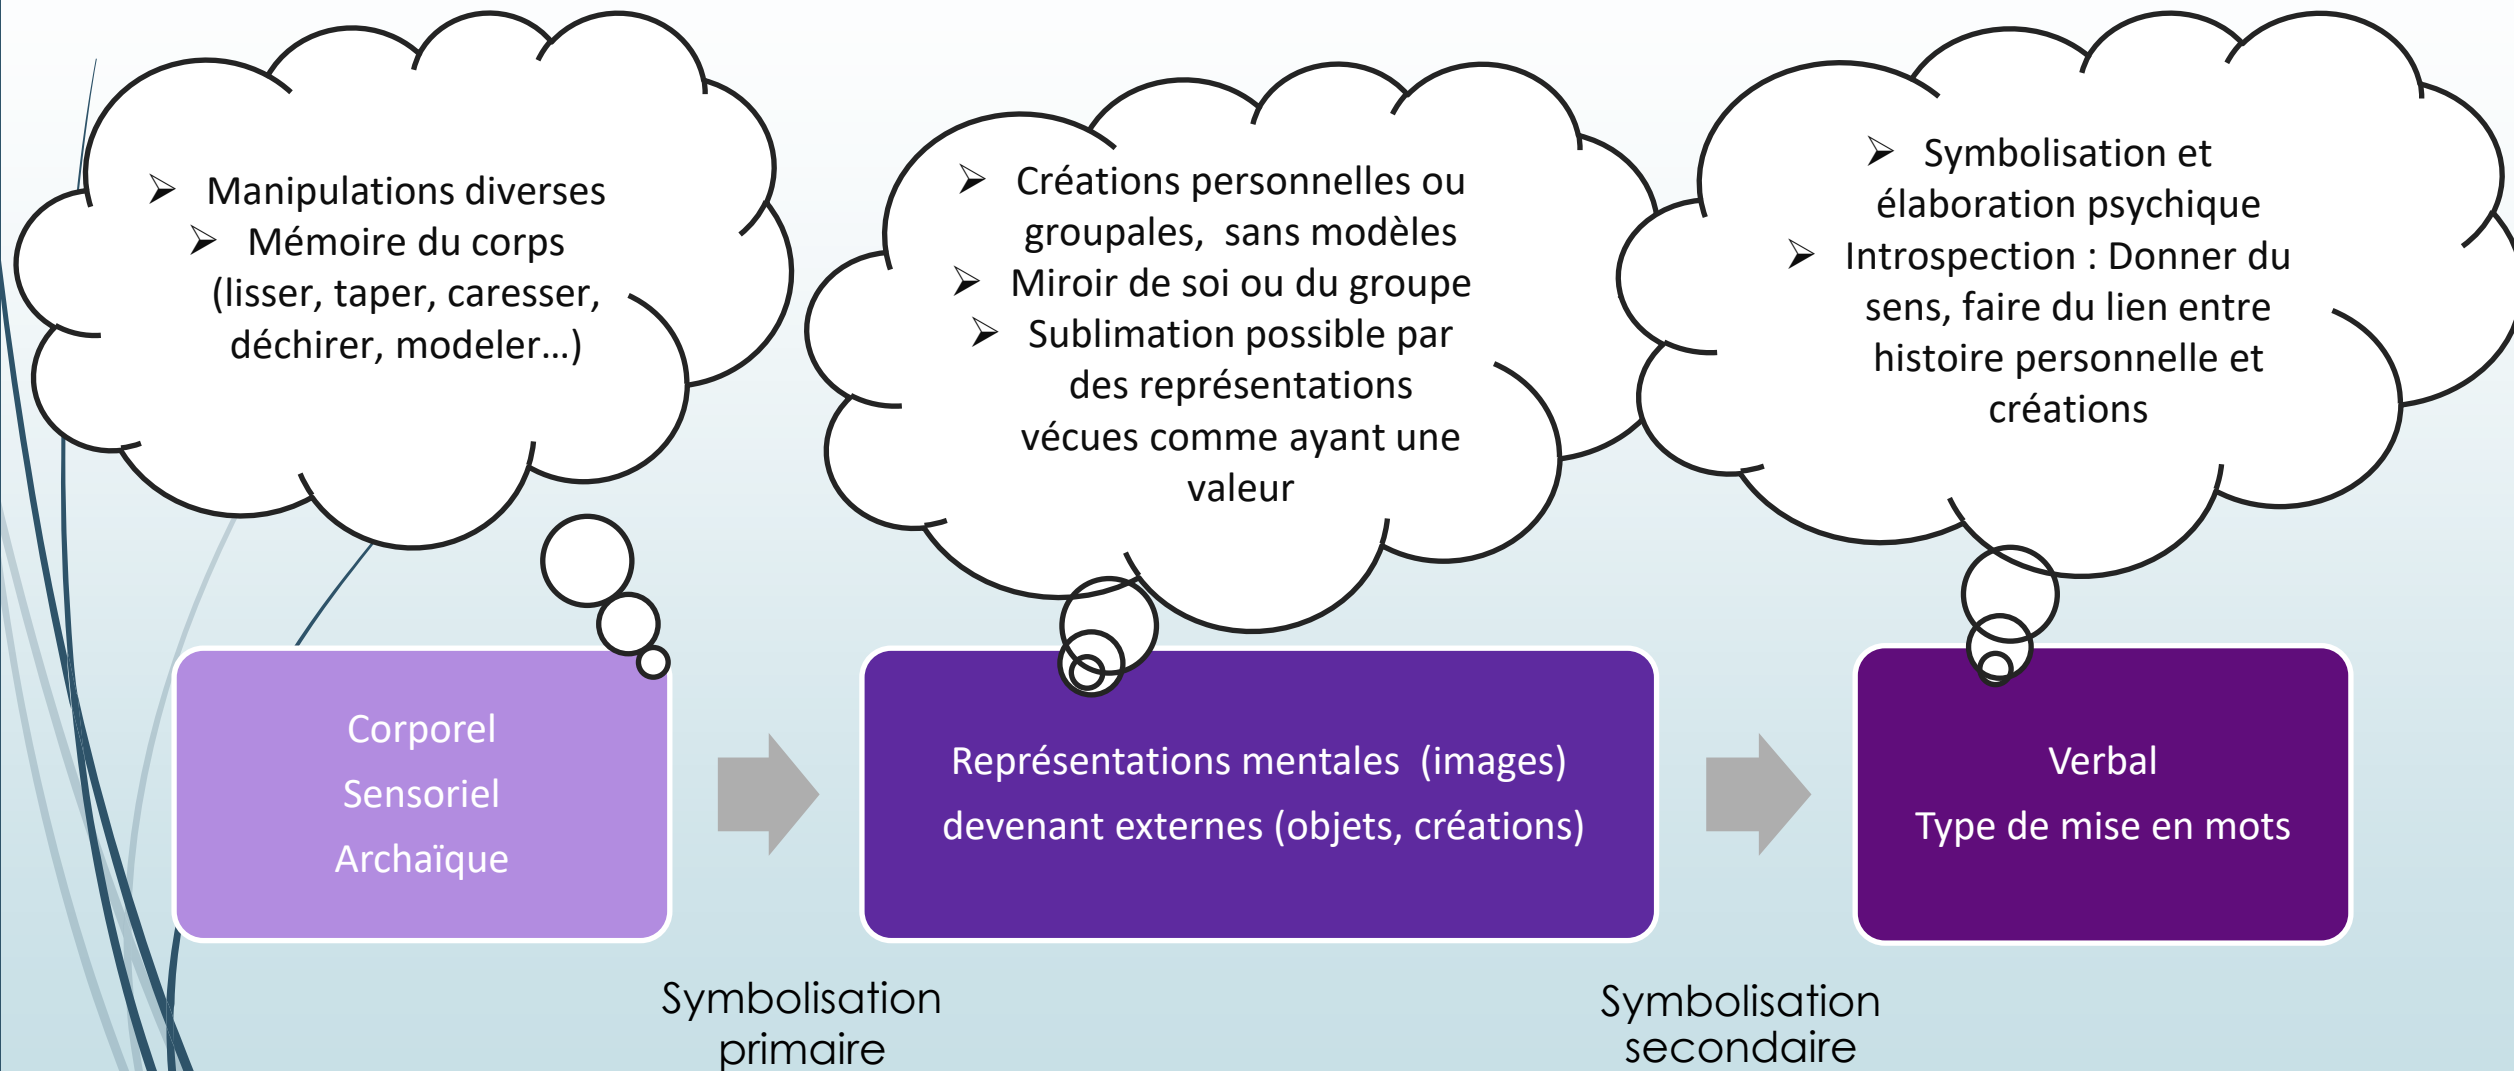 ➢ Manipulations diverses
➢ Mémoire du corps
(lisser, taper, caresser,
déchirer, modeler…)
➢ Créations personnelles ou
groupales, sans modèles
➢ Miroir de soi ou du groupe
➢ Sublimation possible par
des représentations
vécues comme ayant une
valeur
➢ Symbolisation et
élaboration psychique
➢ Introspection : Donner du
sens, faire du lien entre
histoire personnelle et
créations
Corporel
Sensoriel
Archaïque
Représentations mentales (images)
devenant externes (objets, créations)
Verbal
Type de mise en mots
Symbolisation
primaire
Symbolisation
secondaire